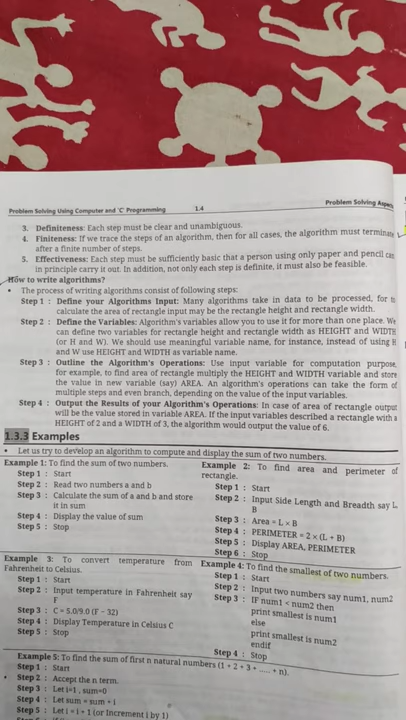 Problem Solving Using Computer and 'C' Programming 1.4 Problem Solving Aspects
3. Definiteness: Each step must be clear and unambiguous.
4. Finiteness: If we trace the steps of an algorithm, then for all cases, the algorithm must terminate
after a finite number of steps.
5. Effectiveness: Each step must be sufficiently basic that a person using only paper and pencil can
in principle carry it out. In addition, not only each step is definite, it must also be feasible.
How to write algorithms?
• The process of writing algorithms consist of following steps:
Step 1 : Define your Algorithms Input: Many algorithms take in data to be processed, for
calculate the area of rectangle input may be the rectangle height and rectangle width.
Step 2 : Define the Variables: Algorithm's variables allow you to use it for more than one place. We
can define two variables for rectangle height and rectangle width as HEIGHT and WIDTH
(or H and W). We should use meaningful variable name, for instance, instead of using H
and W use HEIGHT and WIDTH as variable name.
Step 3 : Outline the Algorithm's Operations: Use input variable for computation purpose,
for example, to find area of rectangle multiply the HEIGHT and WIDTH variable and store
the value in new variable (say) AREA. An algorithm's operations can take the form of
multiple steps and even branch, depending on the value of the input variables.
Step 4 : Output the Results of your Algorithm's Operations: In case of area of rectangle output
will be the value stored in variable AREA. If the input variables described a rectangle with a
HEIGHT of 2 and a WIDTH of 3, the algorithm would output the value of 6.
1.3.3 Examples
• Let us try to develop an algorithm to compute and display the sum of two numbers.
Example 1: To find the sum of two numbers.
Step 1 : Start
Step 2 : Read two numbers a and b
Step 3 : Calculate the sum of a and b and store
it in sum
Step 4 : Display the value of sum
Step 5 : Stop
Example 2: To find area and perimeter of
rectangle.
Step 1 : Start
Step 2 : Input Side Length and Breadth say L,
B
Step 3 : Area = L × B
Step 4 : PERIMETER = 2 × (L + B)
Step 5 : Display AREA, PERIMETER
Step 6 : Stop
Example 3: To convert temperature from
Fahrenheit to Celsius.
Step 1 : Start
Step 2 : Input temperature in Fahrenheit say
F
Step 3 : C = 5.0/9.0 (F – 32)
Step 4 : Display Temperature in Celsius C
Step 5 : Stop
Example 4: To find the smallest of two numbers.
Step 1 : Start
Step 2 : Input two numbers say num1, num2
Step 3 : IF num1 < num2 then
print smallest is num1
else
print smallest is num2
endif
Step 4 : Stop
Example 5: To find the sum of first n natural numbers (1 + 2 + 3 + ..... + n).
Step 1 : Start
Step 2 : Accept the n term.
Step 3 : Let i=1 , sum=0
Step 4 : Let sum = sum + i
Step 5 : Let i = i + 1 (or Increment i by 1)